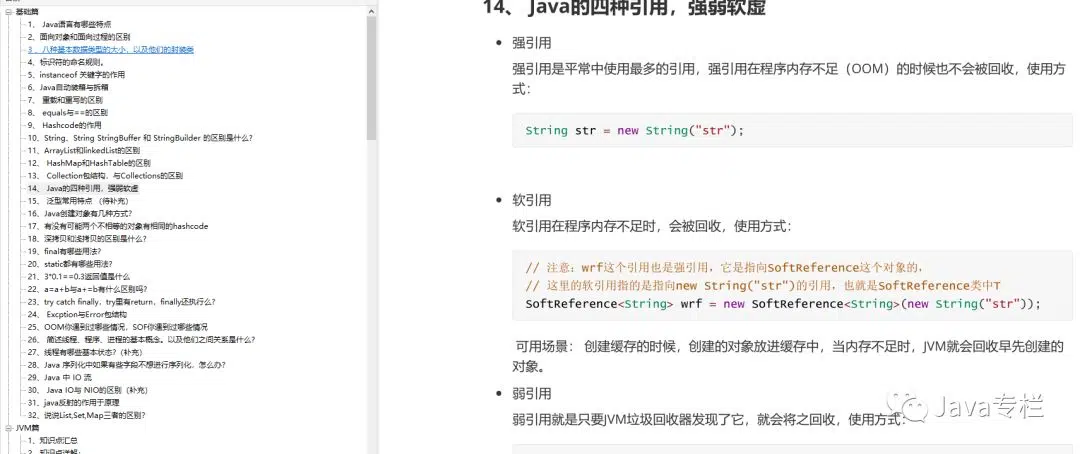 基础篇
1、 Java语言有哪些特点
2、面向对象和面向过程的区别
3 、八种基本数据类型的大小，以及他们的封装类
4、标识符的命名规则。
5、instanceof 关键字的作用
6、Java自动装箱与拆箱
7、 重载和重写的区别
8、 equals与==的区别
9、 Hashcode的作用
10、String、String StringBuffer 和 StringBuilder 的区别是什么?
11、ArrayList和linkedList的区别
12、 HashMap和HashTable的区别
13、 Collection包结构，与Collections的区别
14、 Java的四种引用，强弱软虚
15、 泛型常用特点 （待补充）
16、Java创建对象有几种方式？
17、有没有可能两个不相等的对象有相同的hashcode
18、深拷贝和浅拷贝的区别是什么?
19、final有哪些用法?
20、static都有哪些用法?
21、3*0.1==0.3返回值是什么
22、a=a+b与a+=b有什么区别吗?
23、try catch finally，try里有return，finally还执行么?
24、 Excption与Error包结构
25、OOM你遇到过哪些情况，SOF你遇到过哪些情况
26、 简述线程、程序、进程的基本概念。以及他们之间关系是什么?
27、线程有哪些基本状态?（补充）
28、Java 序列化中如果有些字段不想进行序列化，怎么办?
29、Java 中 IO 流
30、 Java IO与 NIO的区别（补充）
31、java反射的作用于原理
32、说说List,Set,Map三者的区别?
JVM篇
1、知识点汇总
2、知识点详解：
14、 Java的四种引用，强弱软虚
强引用
强引用是平常中使用最多的引用，强引用在程序内存不足（OOM）的时候也不会被回收，使用方
式：
String str = new String("str");
软引用
软引用在程序内存不足时，会被回收，使用方式：
// 注意：wrf这个引用也是强引用，它是指向SoftReference这个对象的，
// 这里的软引用指的是指向new String("str")的引用，也就是SoftReference类中T
SoftReference<String> wrf = new SoftReference<String>(new String("str"));
可用场景： 创建缓存的时候，创建的对象放进缓存中，当内存不足时，JVM就会回收早先创建的
对象。
弱引用
弱引用就是只要JVM垃圾回收器发现了它，就会将之回收，使用方式：
Java专栏